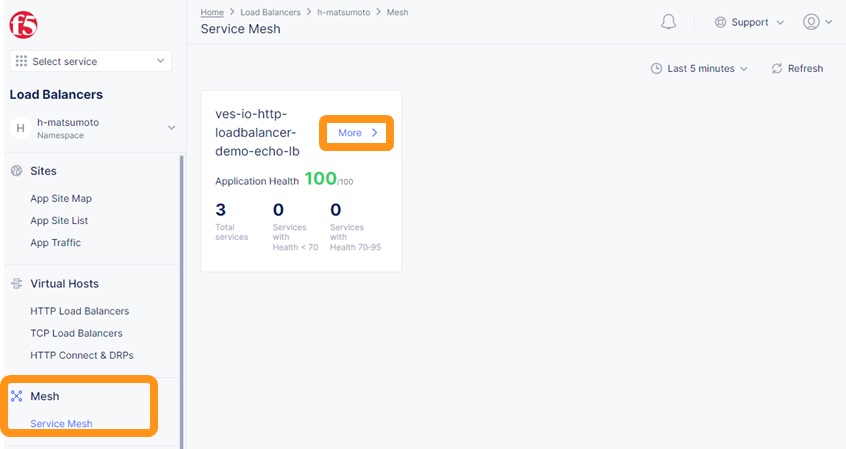 f5
Select service
Load Balancers
H
h-matsumoto
Namespace
Sites
App Site Map
App Site List
App Traffic
Virtual Hosts
HTTP Load Balancers
TCP Load Balancers
HTTP Connect & DRPs
Mesh
Service Mesh
Home > Load Balancers > h-matsumoto > Mesh
Service Mesh
Support
Last 5 minutes
Refresh
ves-io-http-
loadbalancer-
demo-echo-lb
More >
Application Health 100/100
3 0 0
Total Services Services
services with with
Health < 70 Health 70-95